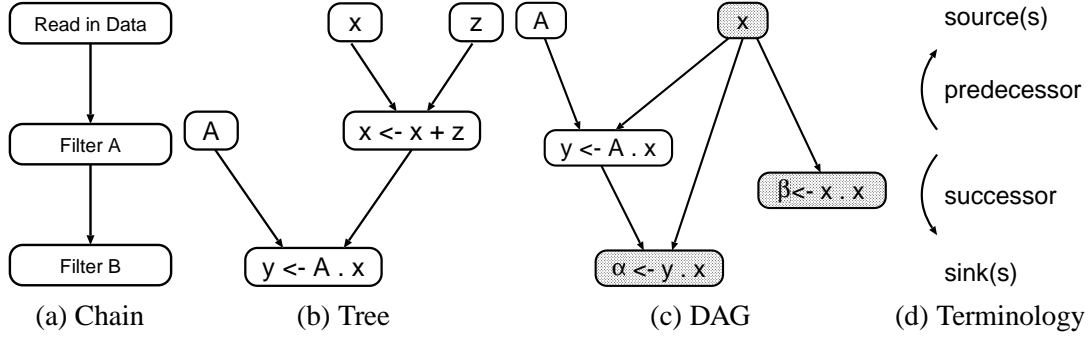 Read in Data
Filter A
Filter B
(a) Chain
x
z
A
x <- x + z
y <- A . x
(b) Tree
A
x
y <- A . x
β<- x . x
α <- y . x
(c) DAG
source(s)
predecessor
successor
sink(s)
(d) Terminology